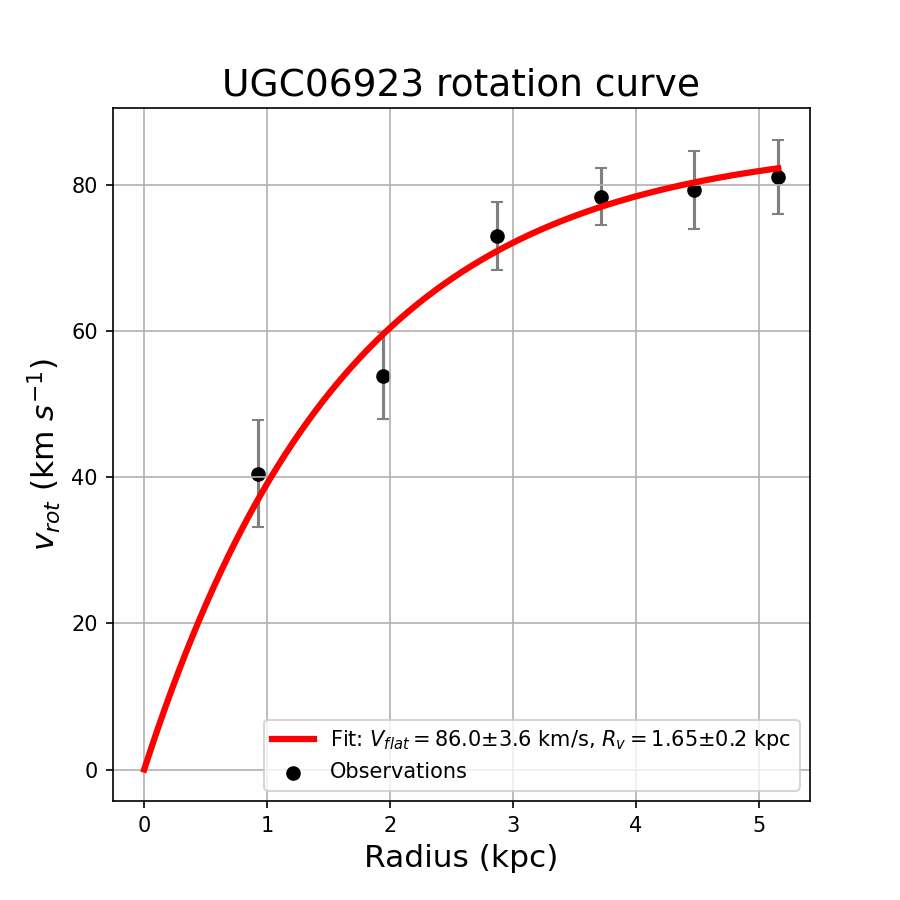 UGC06923 rotation curve
80
60
40
20
0
v_rot (km s⁻¹)
Fit: V_flat = 86.0±3.6 km/s, R_v = 1.65±0.2 kpc
Observations
0 1 2 3 4 5
Radius (kpc)